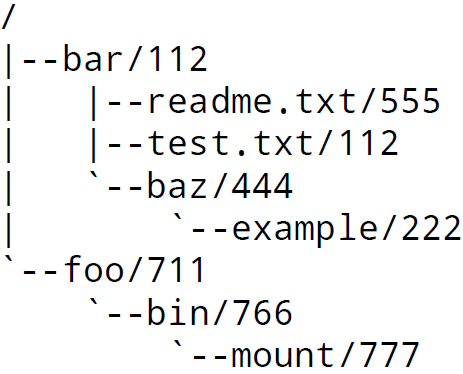 /
|--bar/112
|   |--readme.txt/555
|   |--test.txt/112
|   `--baz/444
|       `--example/222
`--foo/711
    `--bin/766
        `--mount/777